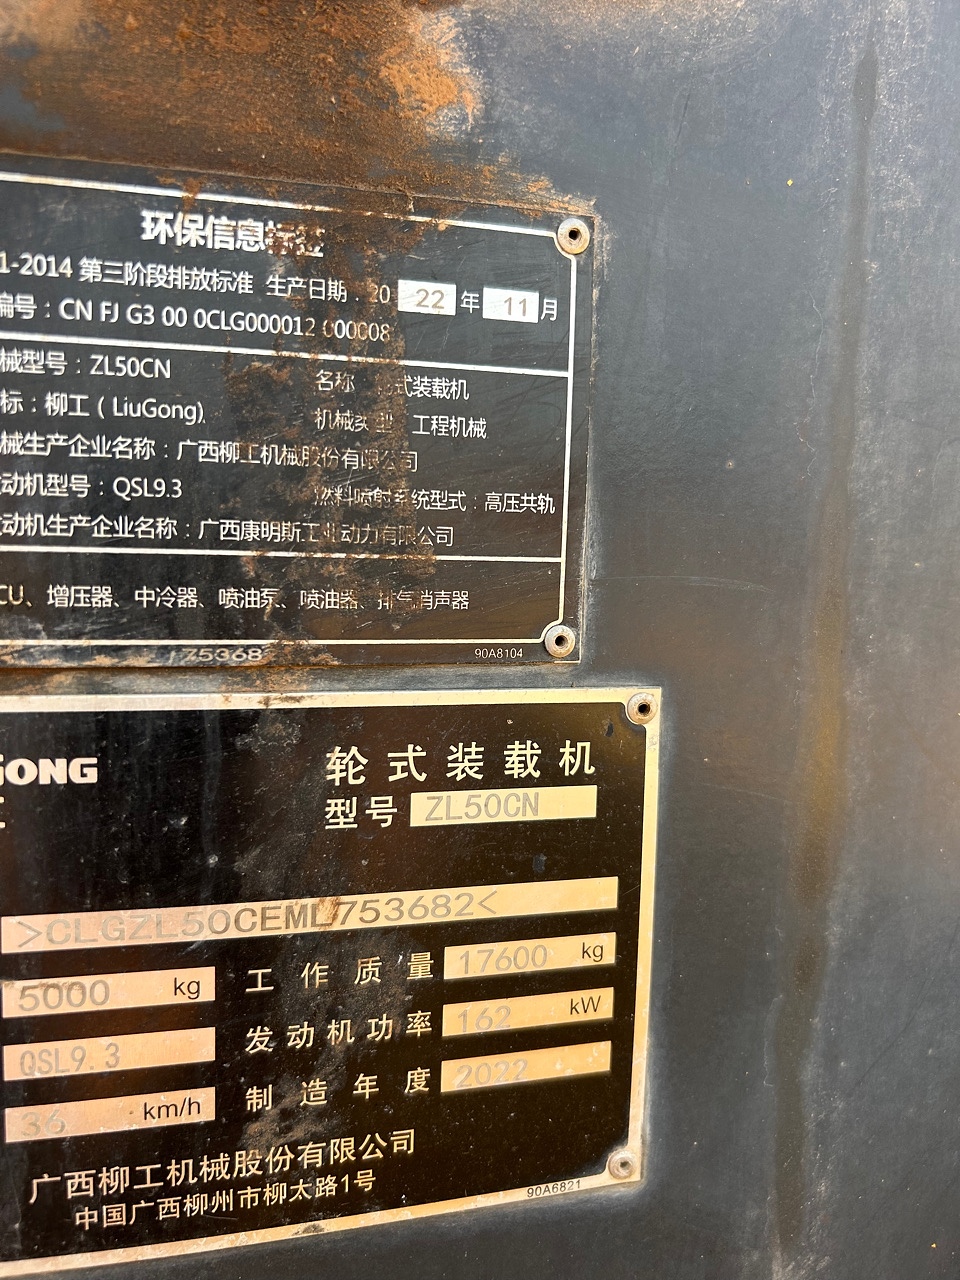 环保信息标签
1-2014 第三阶段排放标准 生产日期：2022年11月
编号：CN FJ G3 00 0CLG000012 000008
械型号：ZL50CN 名称 式装载机
标：柳工（LiuGong） 机械类型 工程机械
械生产企业名称：广西柳工机械股份有限公司
动机型号：QSL9.3 燃料喷射系统型式：高压共轨
动机生产企业名称：广西康明斯工业动力有限公司
CU、增压器、中冷器、喷油泵、喷油器、排气消声器
75368 90A8104
GONG 轮式装载机
型号 ZL50CN
>CLGZL50CEML753682<
5000 kg 工作质量 17600 kg
QSL9.3 发动机功率 162 kW
36 km/h 制造年度 2022
广西柳工机械股份有限公司
中国广西柳州市柳太路1号
90A6821